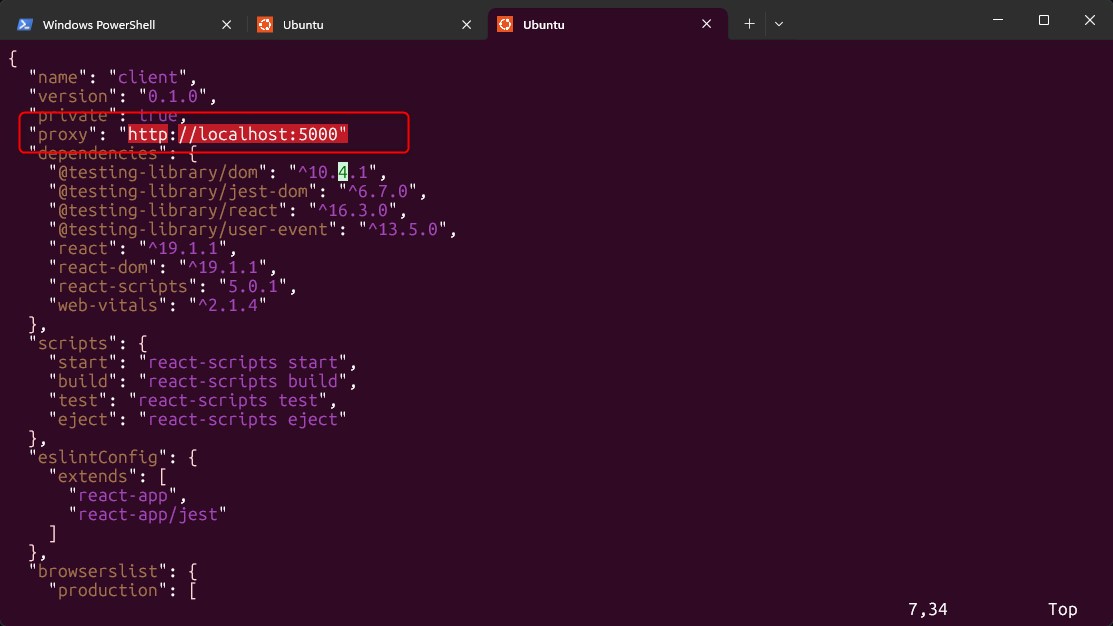 Windows PowerShell
Ubuntu
Ubuntu
{
  "name": "client",
  "version": "0.1.0",
  "private": true,
  "proxy": "http://localhost:5000"
  "dependencies": {
    "@testing-library/dom": "^10.4.1",
    "@testing-library/jest-dom": "^6.7.0",
    "@testing-library/react": "^16.3.0",
    "@testing-library/user-event": "^13.5.0",
    "react": "^19.1.1",
    "react-dom": "^19.1.1",
    "react-scripts": "5.0.1",
    "web-vitals": "^2.1.4"
  },
  "scripts": {
    "start": "react-scripts start",
    "build": "react-scripts build",
    "test": "react-scripts test",
    "eject": "react-scripts eject"
  },
  "eslintConfig": {
    "extends": [
      "react-app",
      "react-app/jest"
    ]
  },
  "browserslist": {
    "production": [
7,34 Top